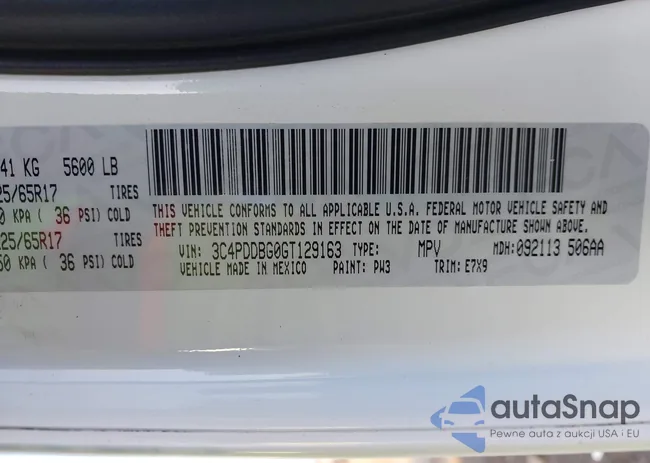 41 KG 5600 LB
25/65R17 TIRES
0 KPA ( 36 PSI) COLD
25/65R17 TIRES
50 KPA ( 36 PSI) COLD
THIS VEHICLE CONFORMS TO ALL APPLICABLE U.S.A. FEDERAL MOTOR VEHICLE SAFETY AND
THEFT PREVENTION STANDARDS IN EFFECT ON THE DATE OF MANUFACTURE SHOWN ABOVE.
VIN: 3C4PDDBG0GT129163 TYPE: MPV MDH: 092113 506AA
VEHICLE MADE IN MEXICO PAINT: PW3 TRIM: E7X9
autaSnap
Pewne auta z aukcji USA i EU